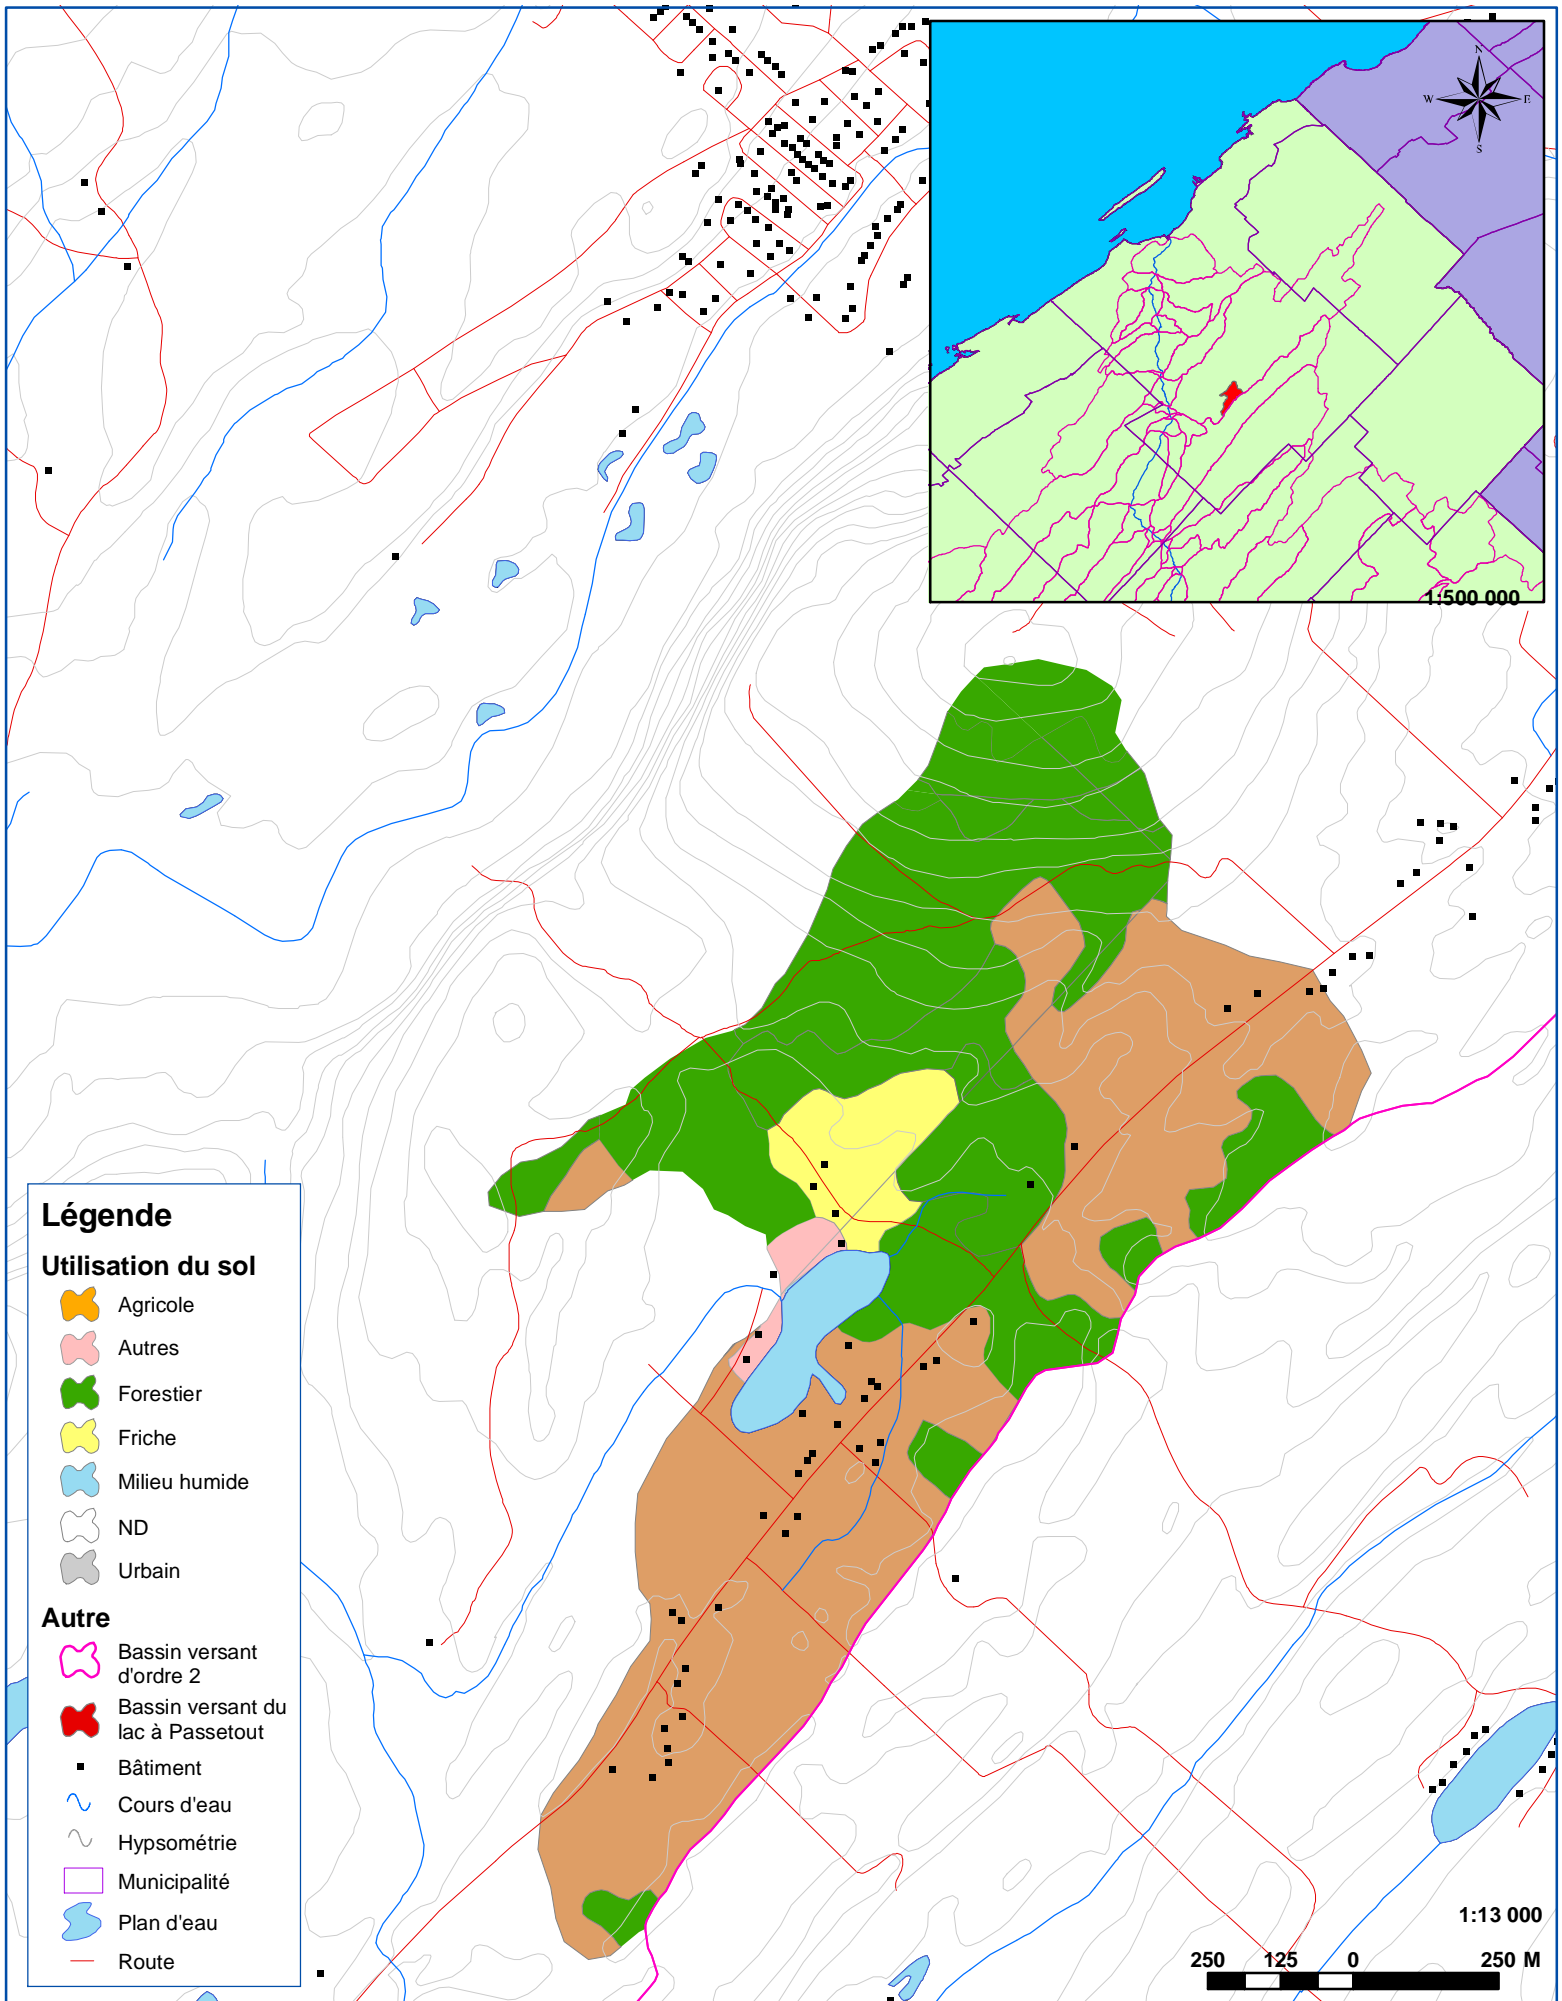 N
W
E
S
1:500 000
Légende
Utilisation du sol
Agricole
Autres
Forestier
Friche
Milieu humide
ND
Urbain
Autre
Bassin versant
d'ordre 2
Bassin versant du
lac à Passetout
Bâtiment
Cours d'eau
Hypsométrie
Municipalité
Plan d'eau
Route
1:13 000
250 125 0 250 M